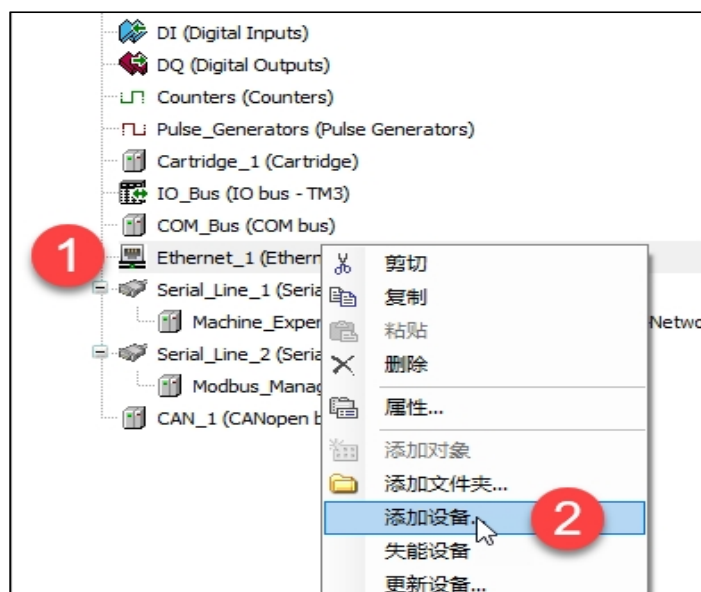 DI (Digital Inputs)
DQ (Digital Outputs)
Counters (Counters)
Pulse_Generators (Pulse Generators)
Cartridge_1 (Cartridge)
IO_Bus (IO bus - TM3)
COM_Bus (COM bus)
1
Ethernet_1 (Ethern
Serial_Line_1 (Seria
Machine_Exper
Netwo
Serial_Line_2 (Seria
Modbus_Manag
CAN_1 (CANopen b
剪切
复制
粘贴
删除
属性...
添加对象
添加文件夹...
添加设备...
2
失能设备
更新设备...